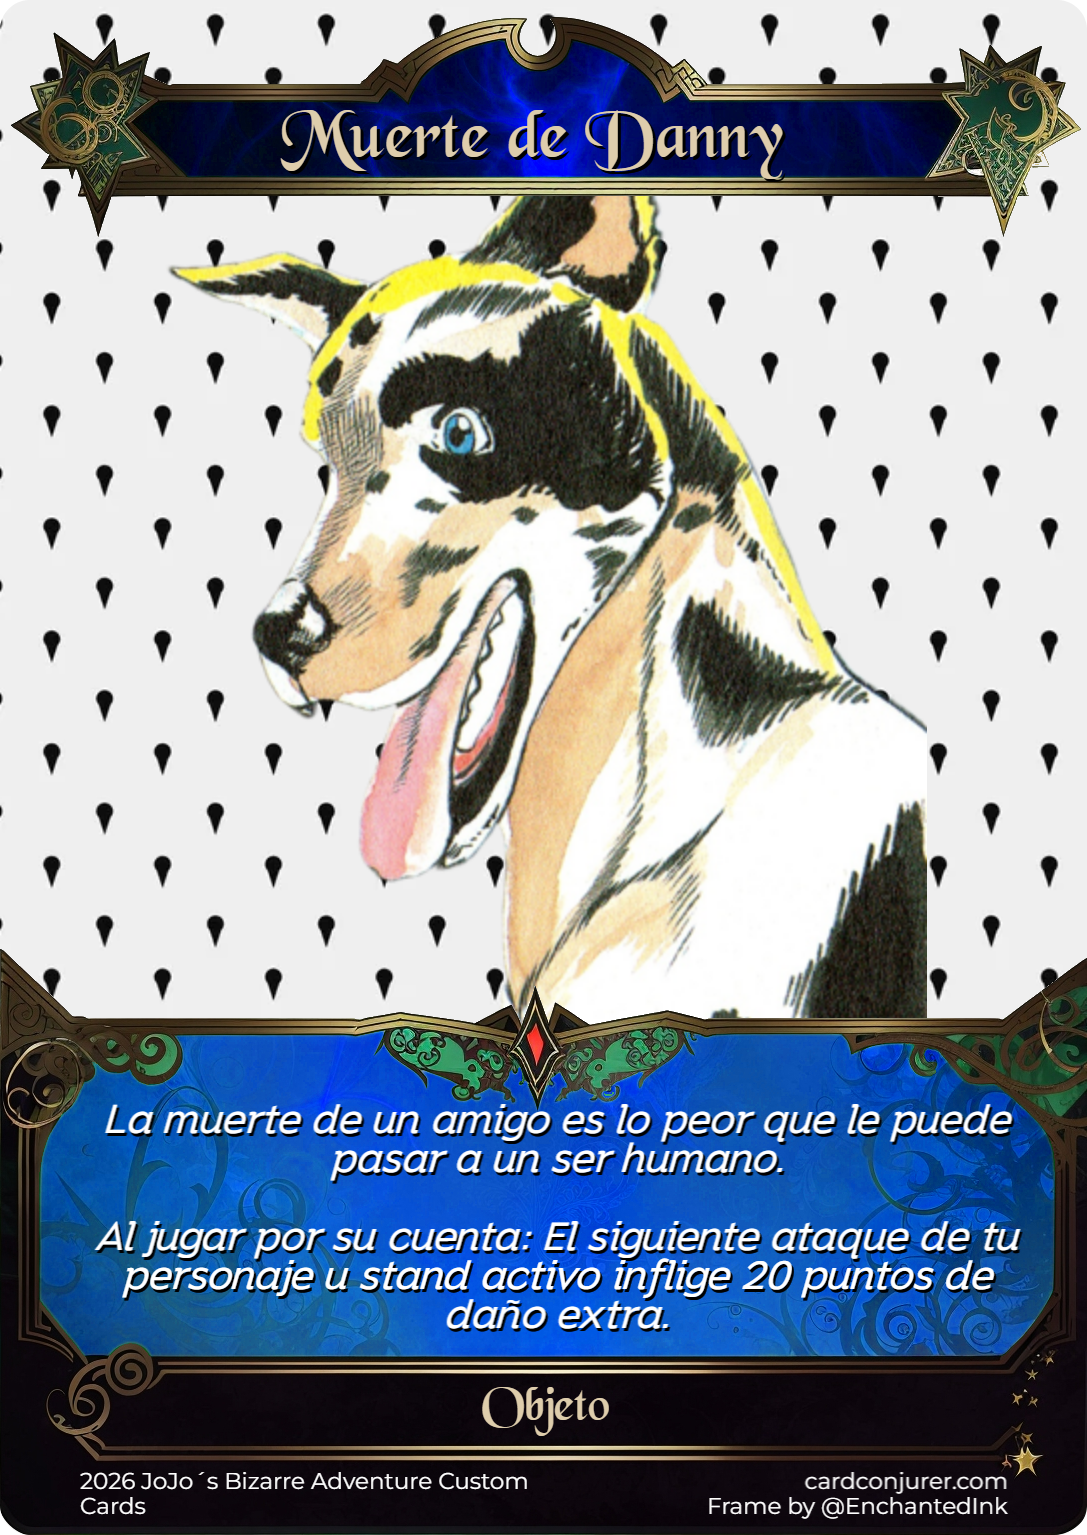 Muerte de Danny
La muerte de un amigo es lo peor que le puede
pasar a un ser humano.
Al jugar por su cuenta: El siguiente ataque de tu
personaje u stand activo inflige 20 puntos de
daño extra.
Objeto
2026 JoJo´s Bizarre Adventure Custom
Cards
cardconjurer.com
Frame by @EnchantedInk